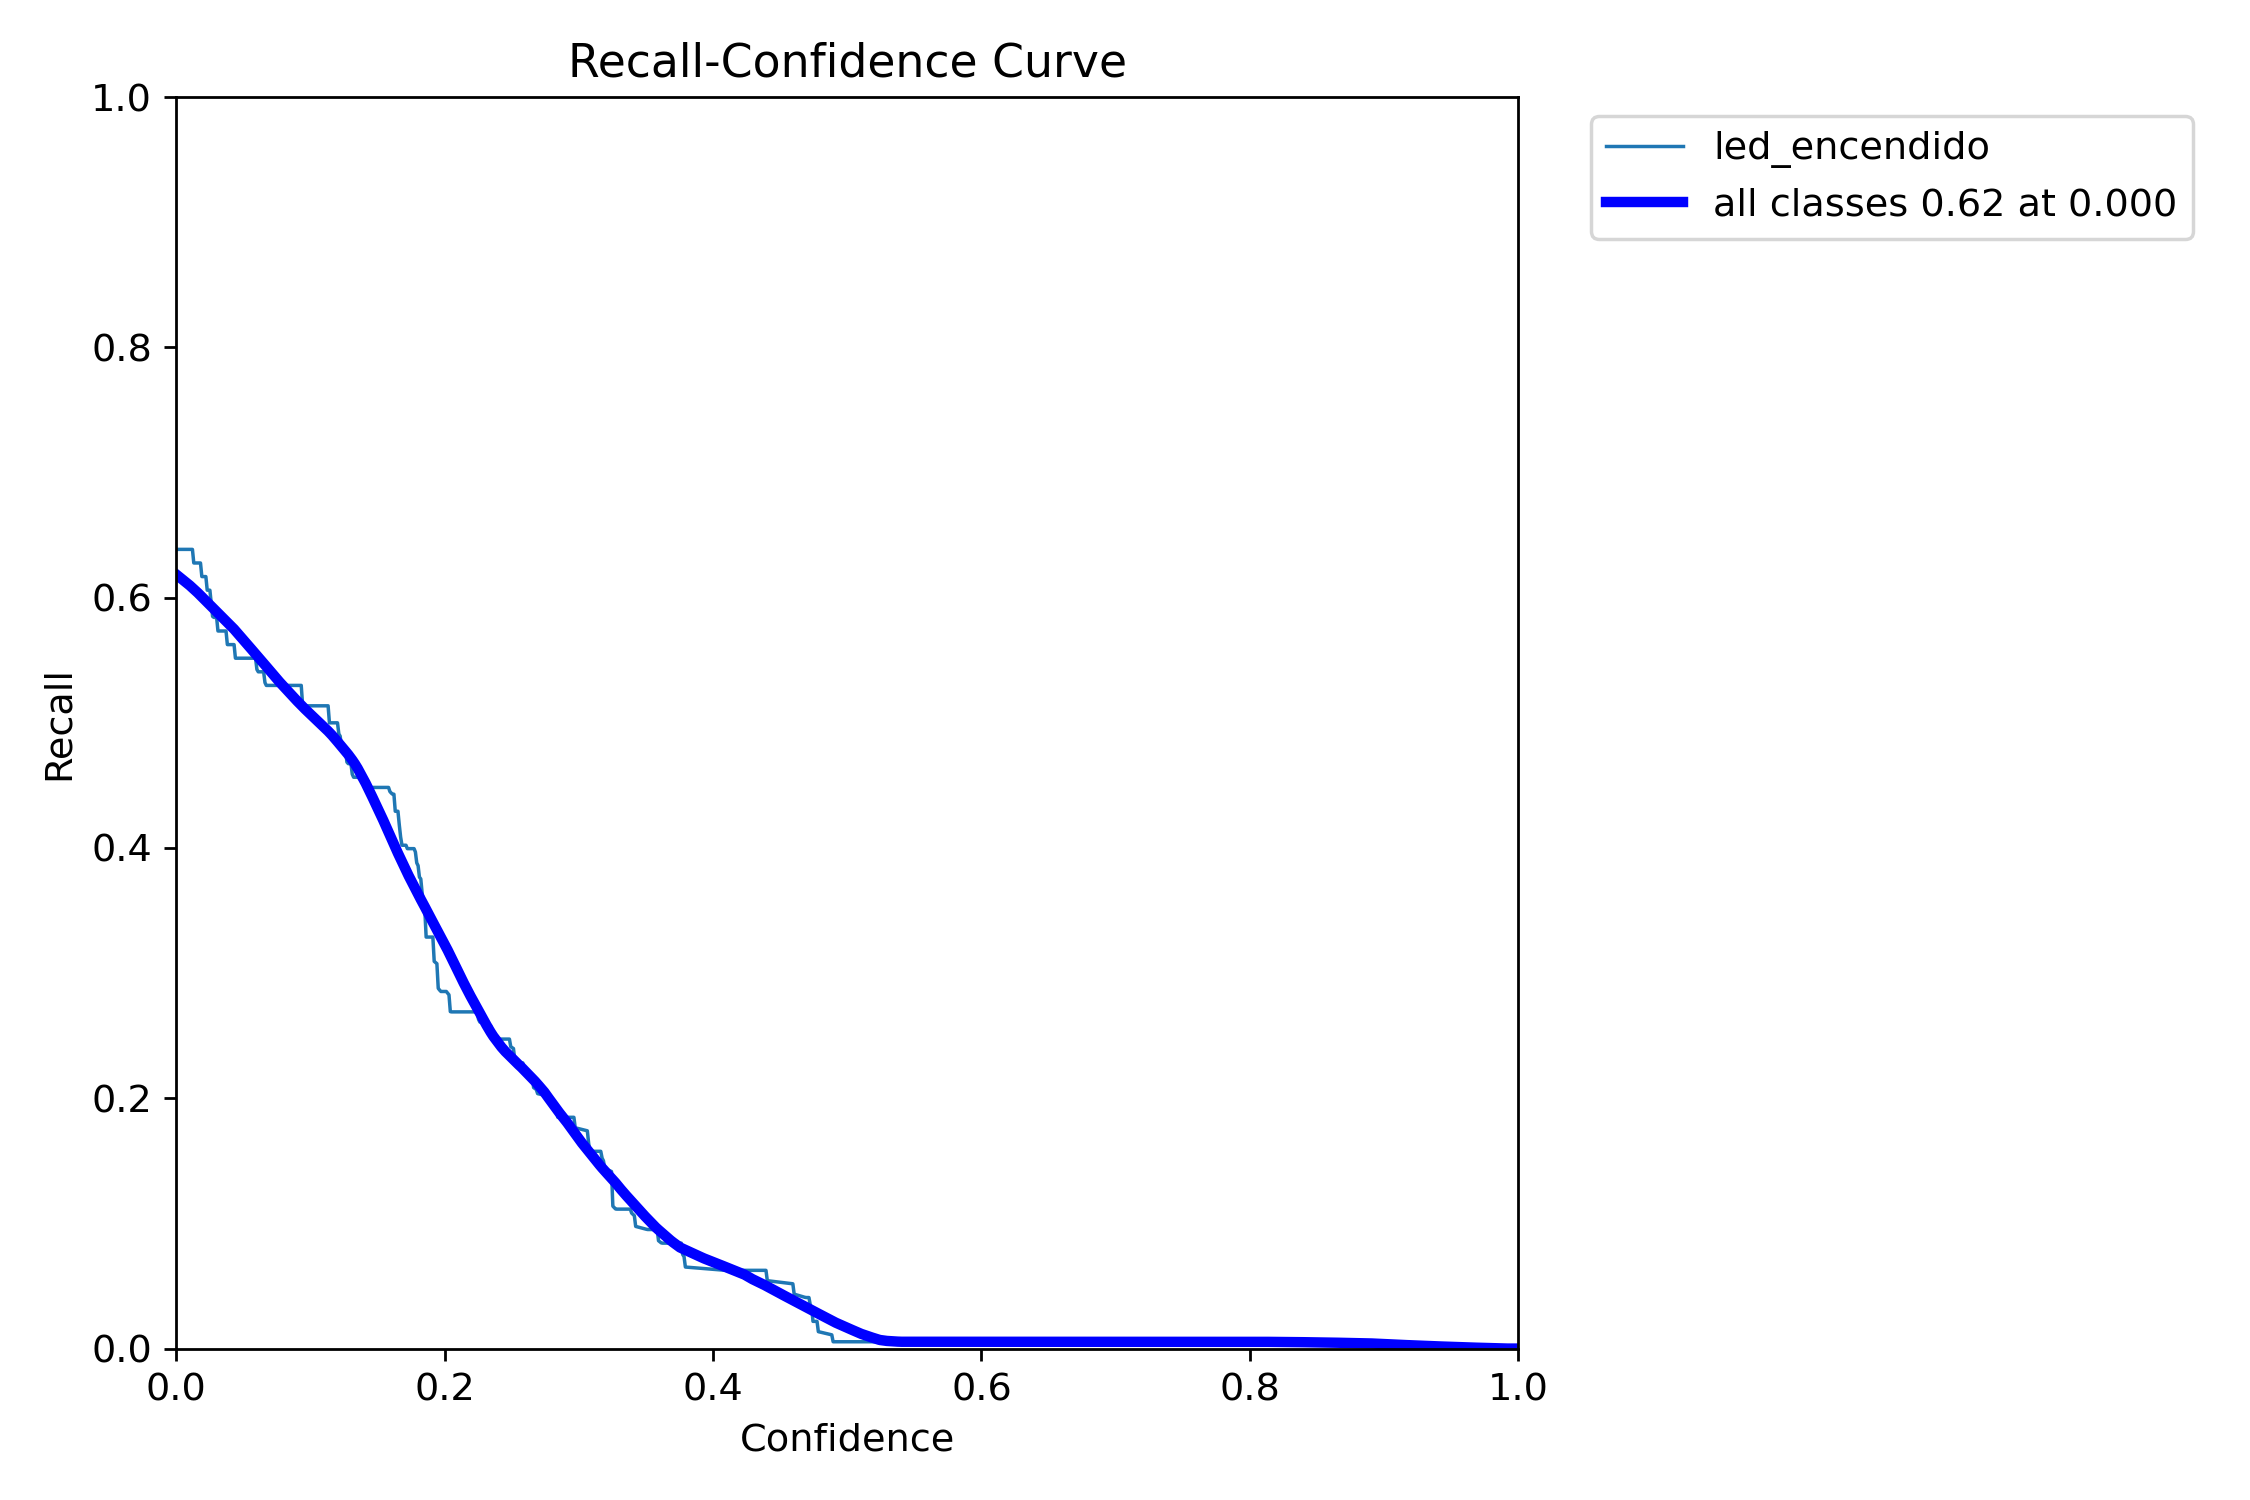 Recall-Confidence Curve
1.0
0.8
0.6
0.4
0.2
0.0
Recall
0.0 0.2 0.4 0.6 0.8 1.0
Confidence
led_encendido
all classes 0.62 at 0.000